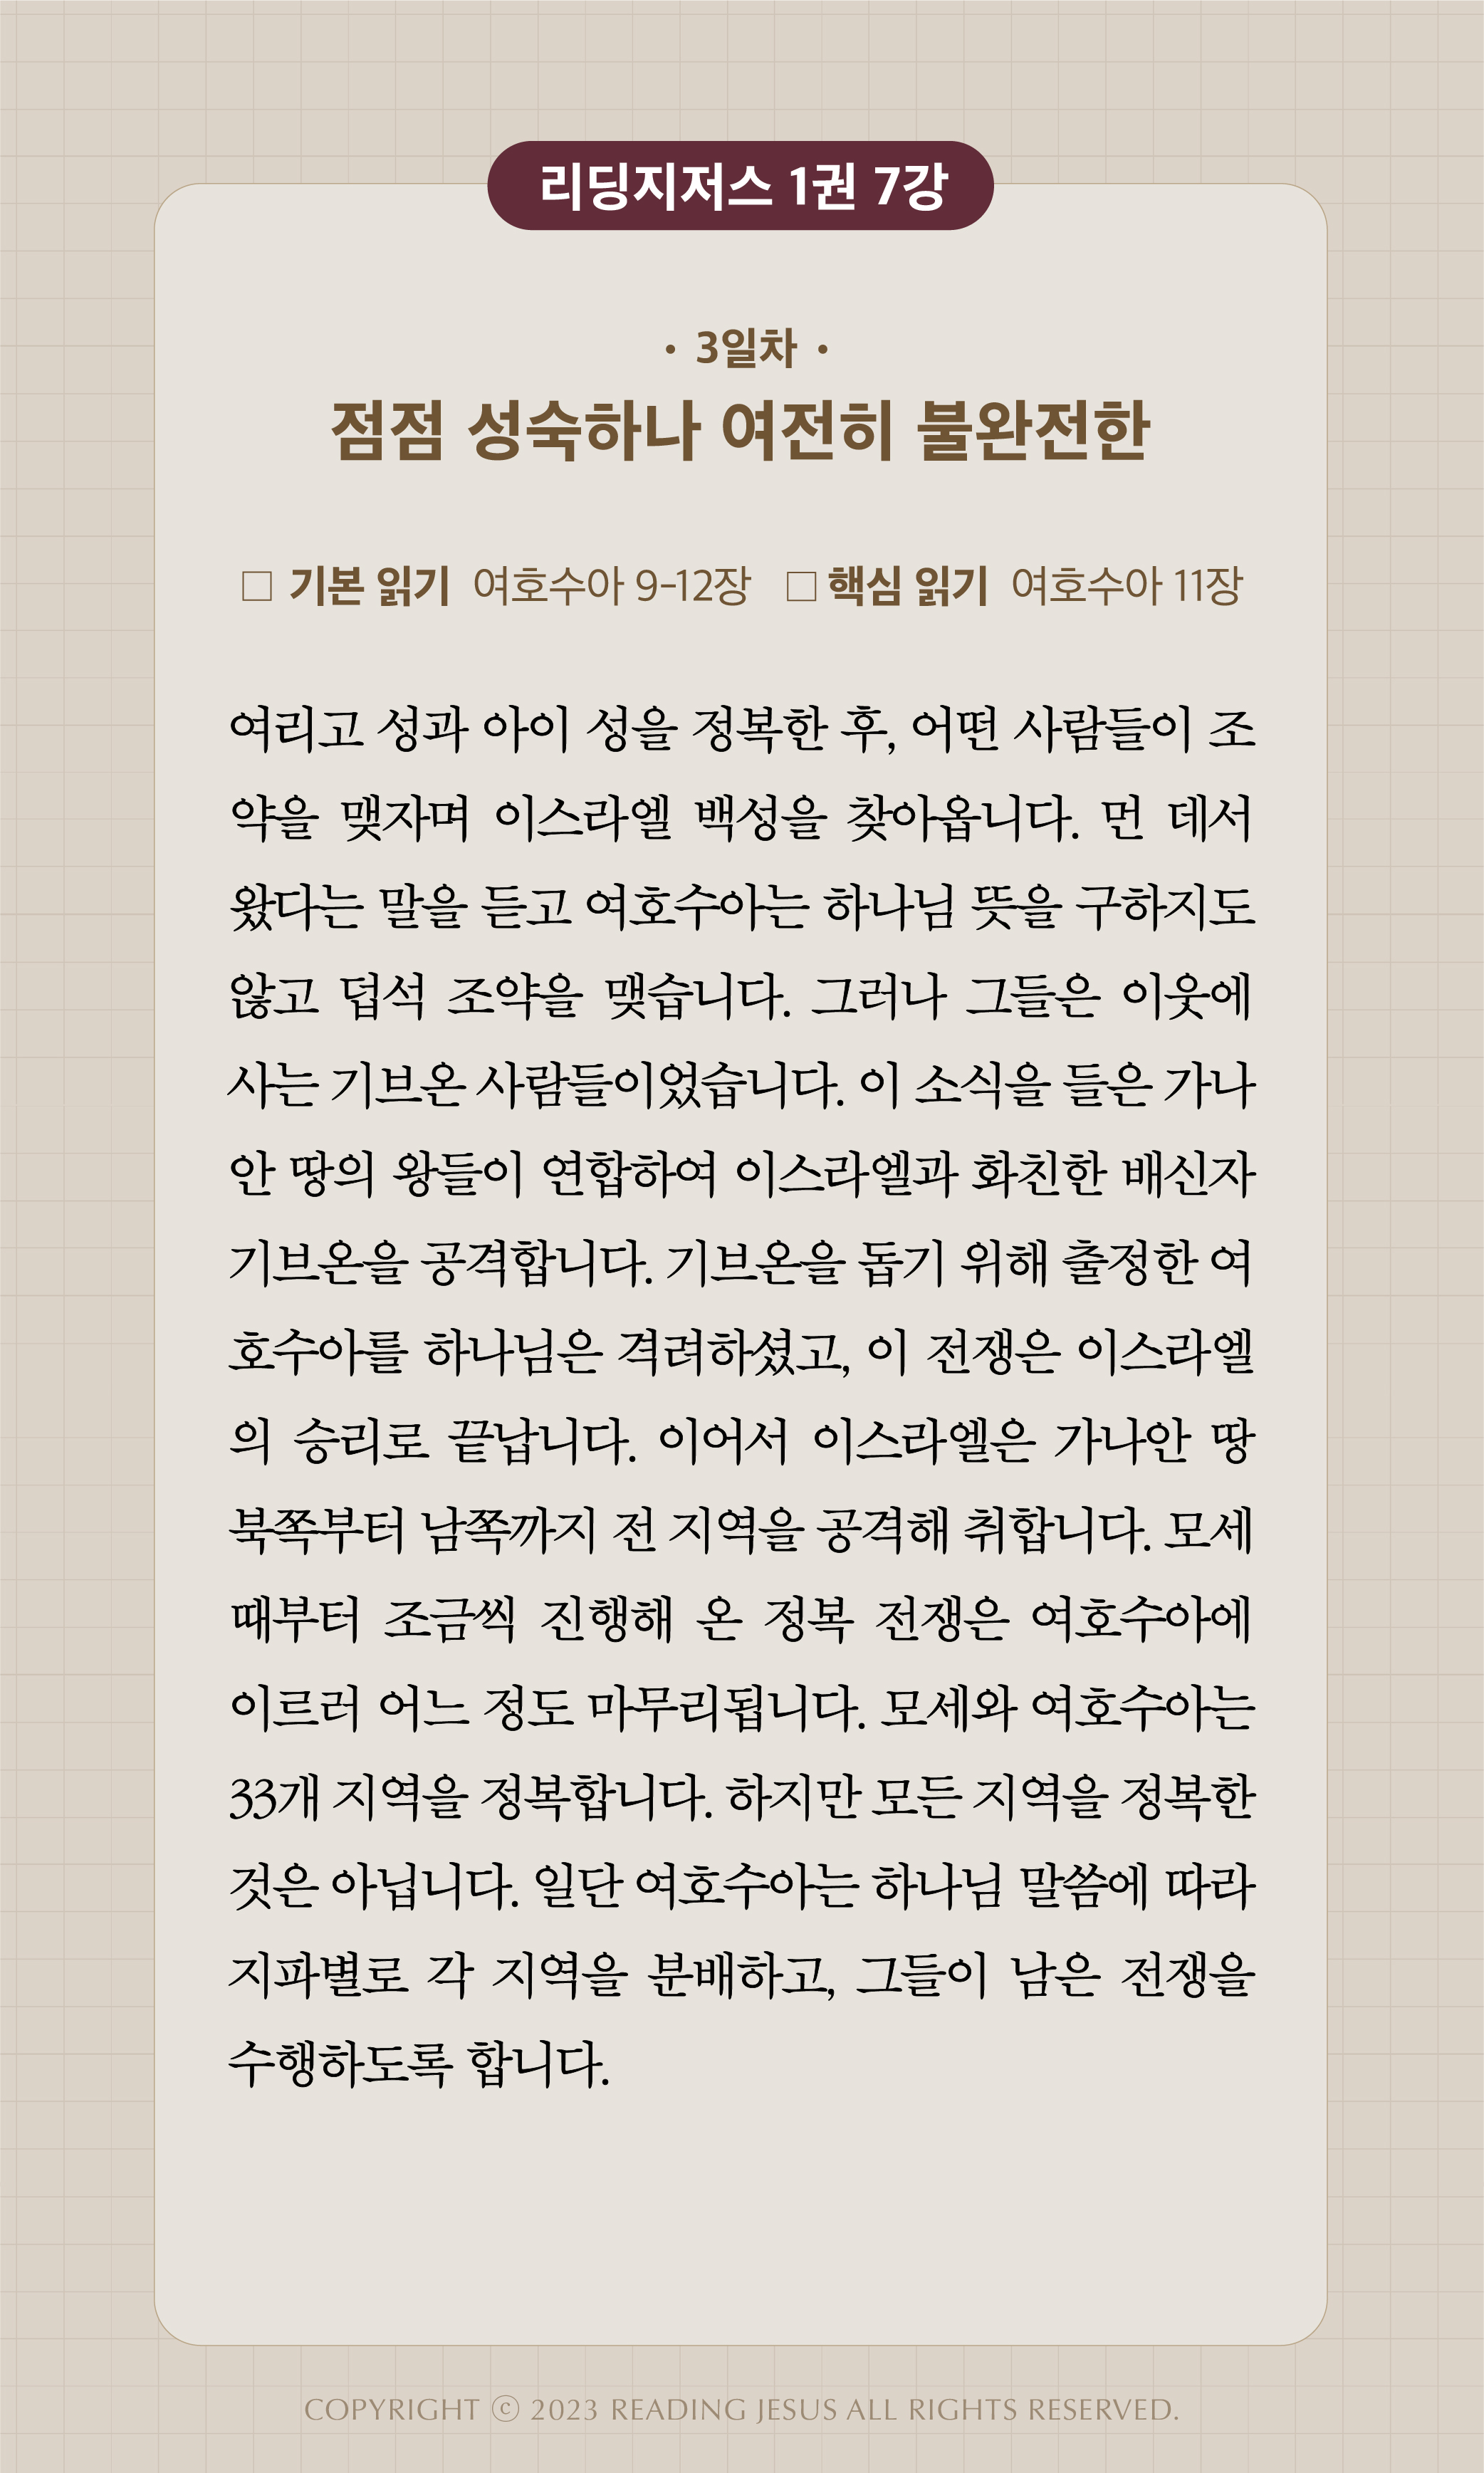 리딩지저스 1권 7강
· 3일차 ·
점점 성숙하나 여전히 불완전한
□ 기본 읽기 여호수아 9-12장 □ 핵심 읽기 여호수아 11장
여리고 성과 아이 성을 정복한 후, 어떤 사람들이 조
약을 맺자며 이스라엘 백성을 찾아옵니다. 먼 데서
왔다는 말을 듣고 여호수아는 하나님 뜻을 구하지도
않고 덥석 조약을 맺습니다. 그러나 그들은 이웃에
사는 기브온 사람들이었습니다. 이 소식을 들은 가나
안 땅의 왕들이 연합하여 이스라엘과 화친한 배신자
기브온을 공격합니다. 기브온을 돕기 위해 출정한 여
호수아를 하나님은 격려하셨고, 이 전쟁은 이스라엘
의 승리로 끝납니다. 이어서 이스라엘은 가나안 땅
북쪽부터 남쪽까지 전 지역을 공격해 취합니다. 모세
때부터 조금씩 진행해 온 정복 전쟁은 여호수아에
이르러 어느 정도 마무리됩니다. 모세와 여호수아는
33개 지역을 정복합니다. 하지만 모든 지역을 정복한
것은 아닙니다. 일단 여호수아는 하나님 말씀에 따라
지파별로 각 지역을 분배하고, 그들이 남은 전쟁을
수행하도록 합니다.
COPYRIGHT ⓒ 2023 READING JESUS ALL RIGHTS RESERVED.